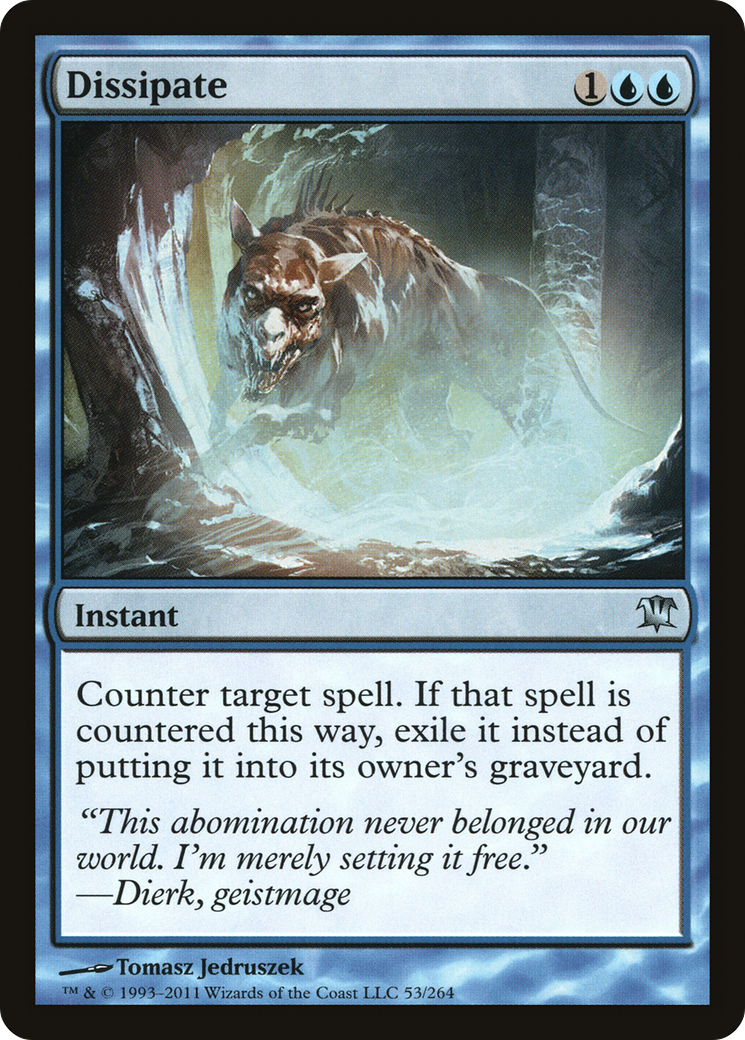 Dissipate 1
Instant
Counter target spell. If that spell is
countered this way, exile it instead of
putting it into its owner's graveyard.
“This abomination never belonged in our
world. I'm merely setting it free.”
—Dierk, geistmage
Tomasz Jedruszek
™ & © 1993–2011 Wizards of the Coast LLC 53/264